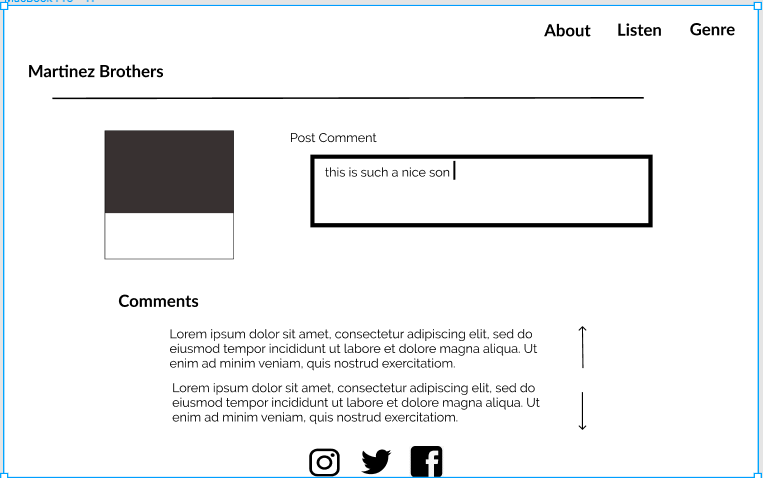 About Listen Genre
Martinez Brothers
Post Comment
this is such a nice son
Comments
Lorem ipsum dolor sit amet, consectetur adipiscing elit, sed do
eiusmod tempor incididunt ut labore et dolore magna aliqua. Ut
enim ad minim veniam, quis nostrud exercitatiom.
Lorem ipsum dolor sit amet, consectetur adipiscing elit, sed do
eiusmod tempor incididunt ut labore et dolore magna aliqua. Ut
enim ad minim veniam, quis nostrud exercitatiom.